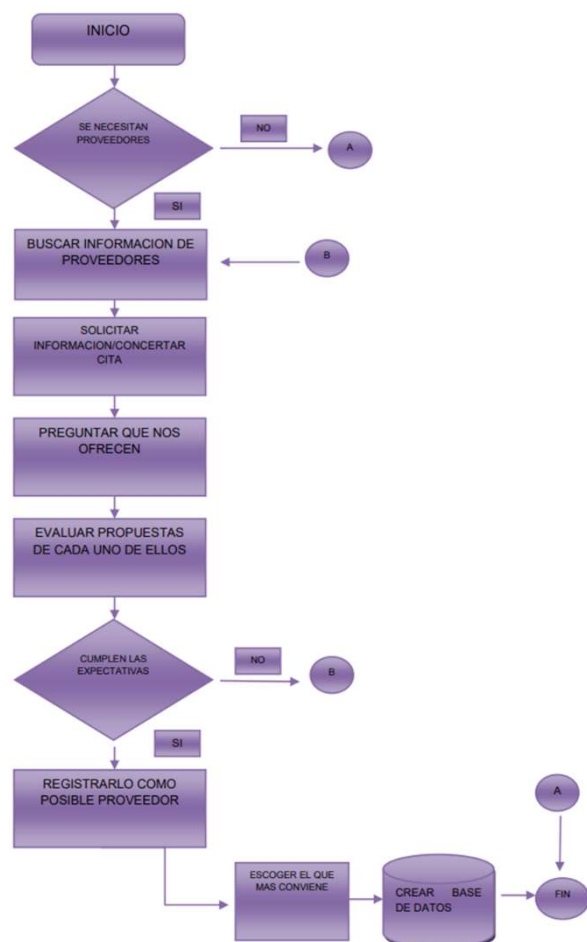 INICIO
SE NECESITAN
PROVEEDORES
NO
A
SI
BUSCAR INFORMACION DE
PROVEEDORES
B
SOLICITAR
INFORMACION/CONCERTAR
CITA
PREGUNTAR QUE NOS
OFRECEN
EVALUAR PROPUESTAS
DE CADA UNO DE ELLOS
CUMPLEN LAS
EXPECTATIVAS
NO
B
SI
REGISTRARLO COMO
POSIBLE PROVEEDOR
A
ESCOGER EL QUE
MAS CONVIENE
CREAR BASE
DE DATOS
FIN